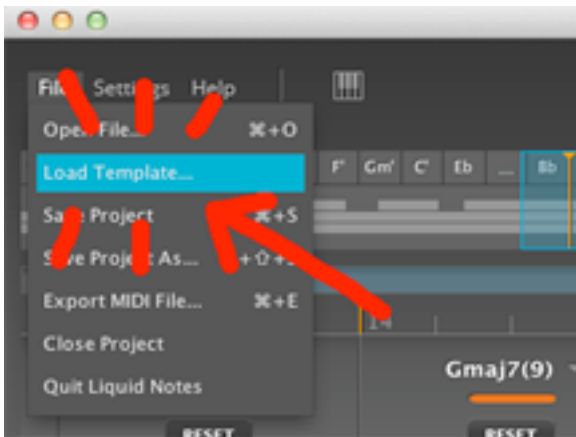 File Settings Help
Open File... ⌘+O
Load Template...
F' Gm' C' Eb ... Bb
Save Project ⌘+S
Save Project As...
Export MIDI File... ⌘+E
14
Close Project
Gmaj7(9)
Quit Liquid Notes
RESET RESET